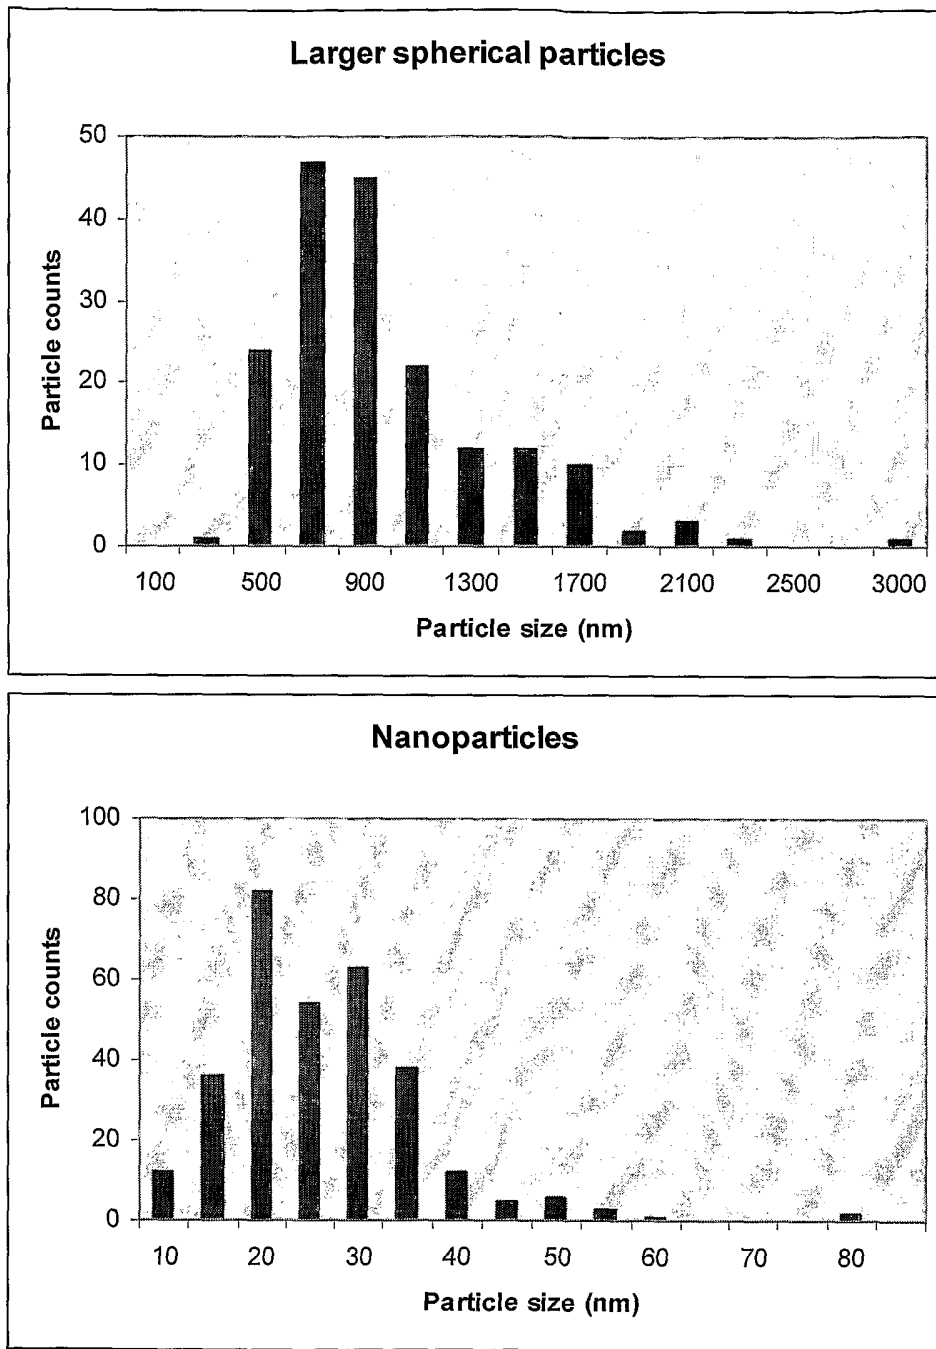 Larger spherical particles
50
40
30
20
10
0
Particle counts
100 500 900 1300 1700 2100 2500 3000
Particle size (nm)
Nanoparticles
100
80
60
40
20
0
Particle counts
10 20 30 40 50 60 70 80
Particle size (nm)